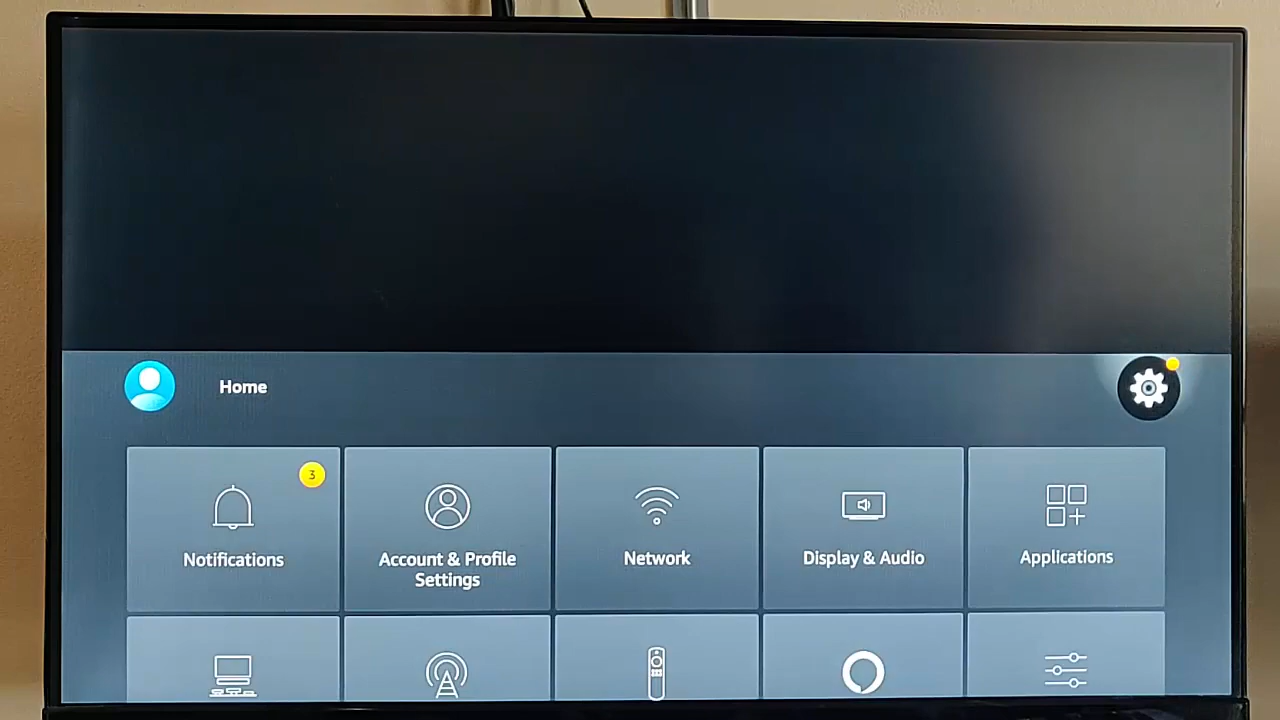 Home
3
Notifications
Account & Profile
Settings
Network
Display & Audio
Applications